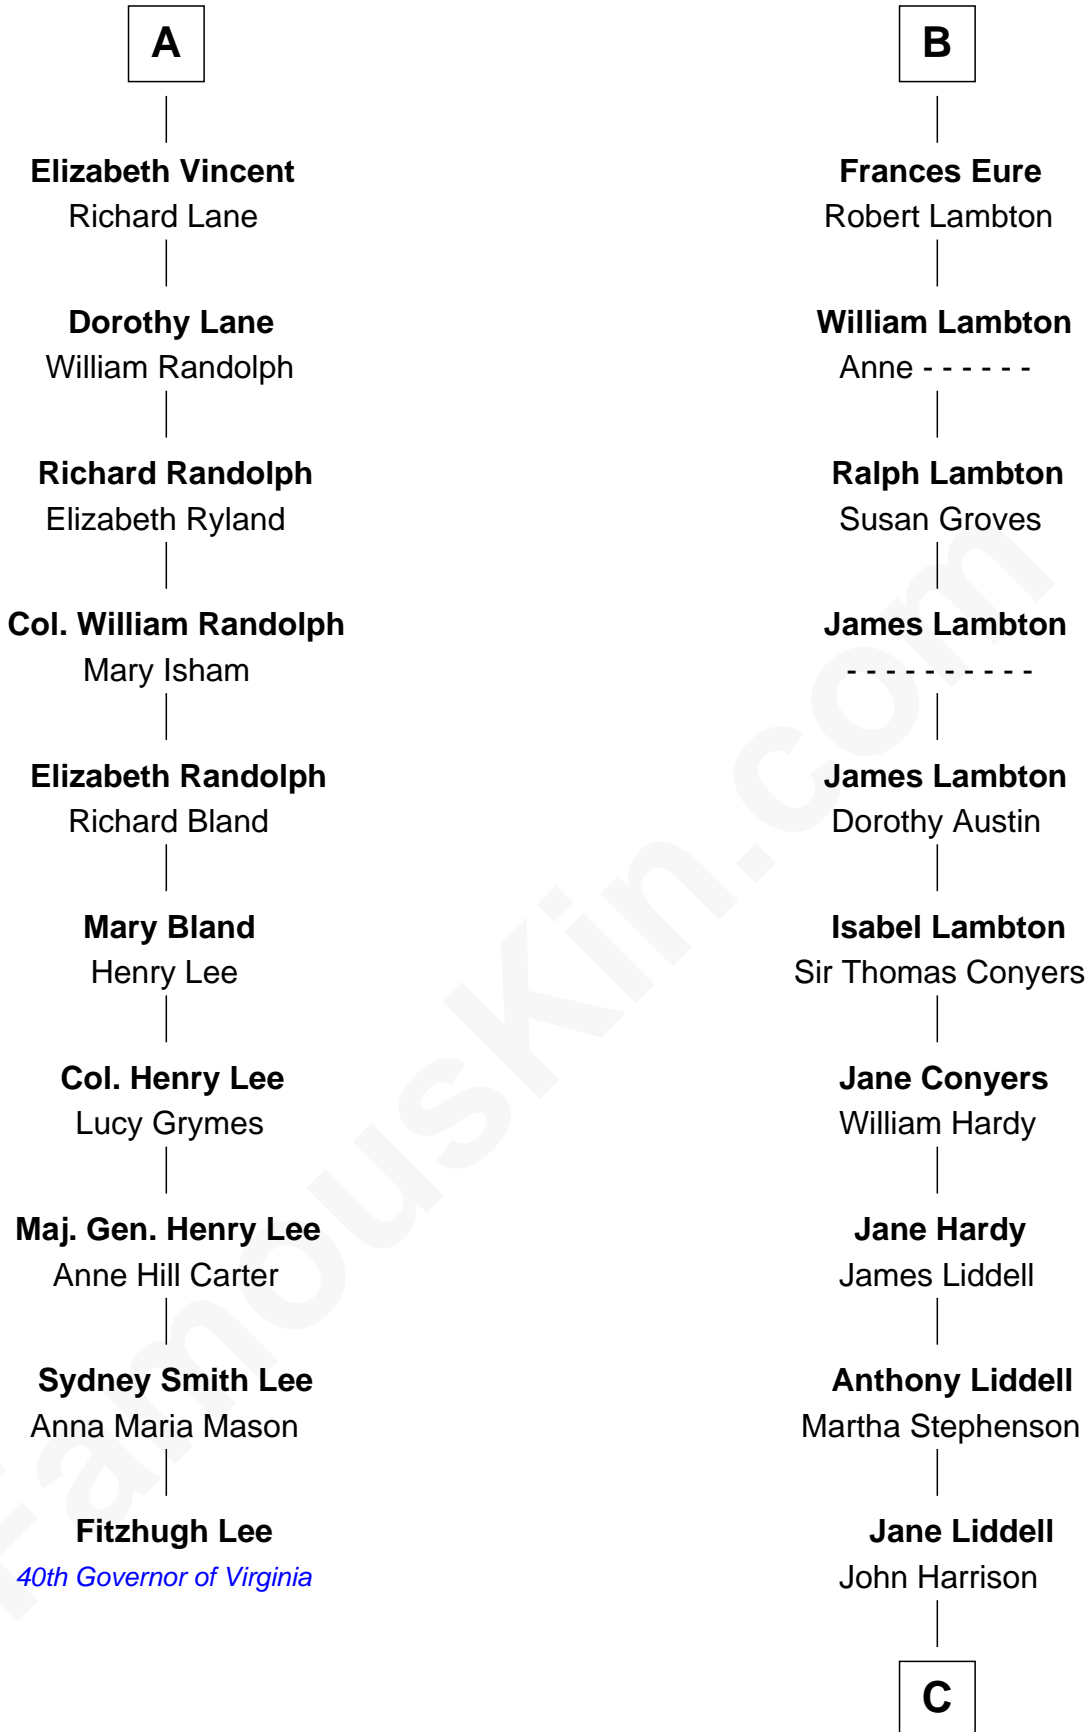 A
Elizabeth Vincent
Richard Lane
Dorothy Lane
William Randolph
Richard Randolph
Elizabeth Ryland
Col. William Randolph
Mary Isham
Elizabeth Randolph
Richard Bland
Mary Bland
Henry Lee
Col. Henry Lee
Lucy Grymes
Maj. Gen. Henry Lee
Anne Hill Carter
Sydney Smith Lee
Anna Maria Mason
Fitzhugh Lee
40th Governor of Virginia
B
Frances Eure
Robert Lambton
William Lambton
Anne - - - - - -
Ralph Lambton
Susan Groves
James Lambton
- - - - - - - - - -
James Lambton
Dorothy Austin
Isabel Lambton
Sir Thomas Conyers
Jane Conyers
William Hardy
Jane Hardy
James Liddell
Anthony Liddell
Martha Stephenson
Jane Liddell
John Harrison
C
FamousKin.com